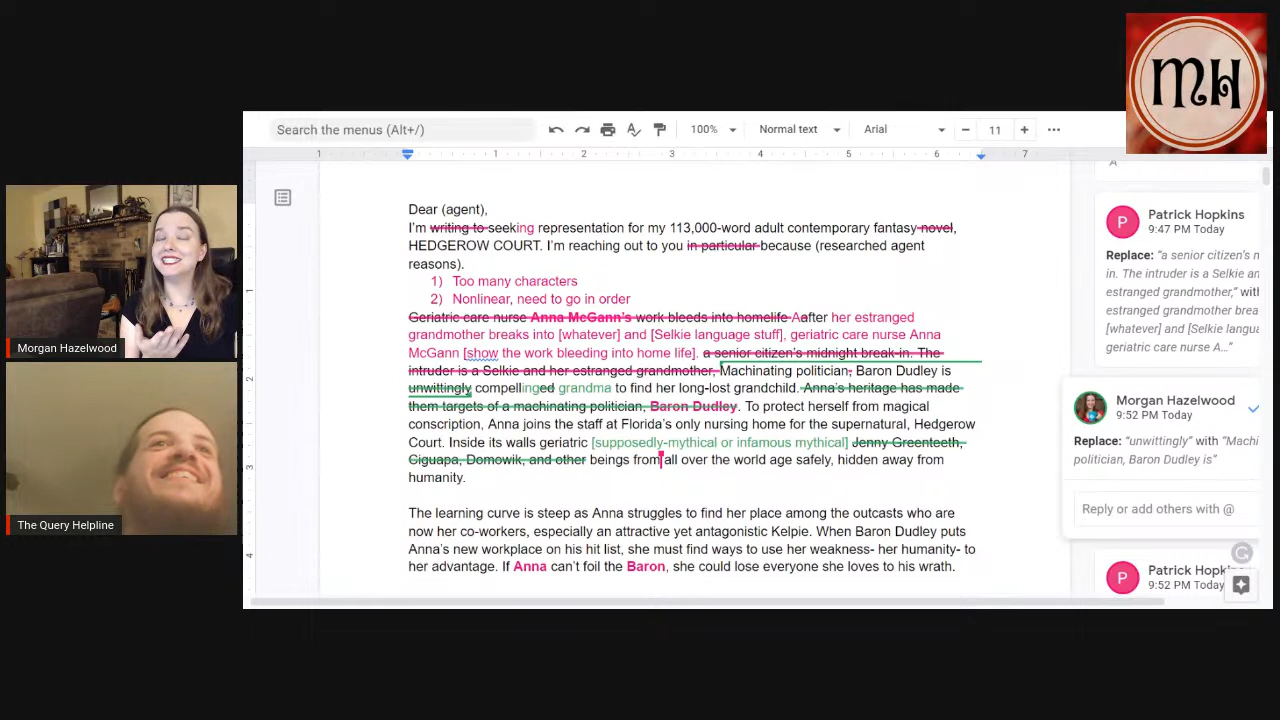 MH
Search the menus (Alt+/)
100%
Normal text
Arial
11
1 1 2 3 4 5 6 7
Dear (agent),
I'm writing to seeking representation for my 113,000-word adult contemporary fantasy novel,
HEDGEROW COURT. I'm reaching out to you in particular because (researched agent
reasons).
1) Too many characters
2) Nonlinear, need to go in order
Geriatric care nurse Anna McGann's work bleeds into homelife Aafter her estranged
grandmother breaks into [whatever] and [Selkie language stuff], geriatric care nurse Anna
McGann [show the work bleeding into home life]. a senior citizen's midnight break-in. The
intruder is a Selkie and her estranged grandmother, Machinating politician, Baron Dudley is
unwittingly compellinged grandma to find her long-lost grandchild. Anna's heritage has made
them targets of a machinating politician, Baron Dudley. To protect herself from magical
conscription, Anna joins the staff at Florida's only nursing home for the supernatural, Hedgerow
Court. Inside its walls geriatric [supposedly-mythical or infamous mythical] Jenny Greenteeth,
Ciguapa, Domowik, and other beings from all over the world age safely, hidden away from
humanity.
The learning curve is steep as Anna struggles to find her place among the outcasts who are
now her co-workers, especially an attractive yet antagonistic Kelpie. When Baron Dudley puts
Anna's new workplace on his hit list, she must find ways to use her weakness- her humanity- to
her advantage. If Anna can't foil the Baron, she could lose everyone she loves to his wrath.
1
2
3
4
P
Patrick Hopkins
9:47 PM Today
Replace: "a senior citizen's n
in. The intruder is a Selkie an
estranged grandmother," with
estranged grandmother brea
[whatever] and [Selkie langua
geriatric care nurse A…"
Morgan Hazelwood
9:52 PM Today
Replace: "unwittingly" with "Machi
politician, Baron Dudley is"
Reply or add others with @
P
Patrick Hopk
9:52 PM Today
Morgan Hazelwood
The Query Helpline